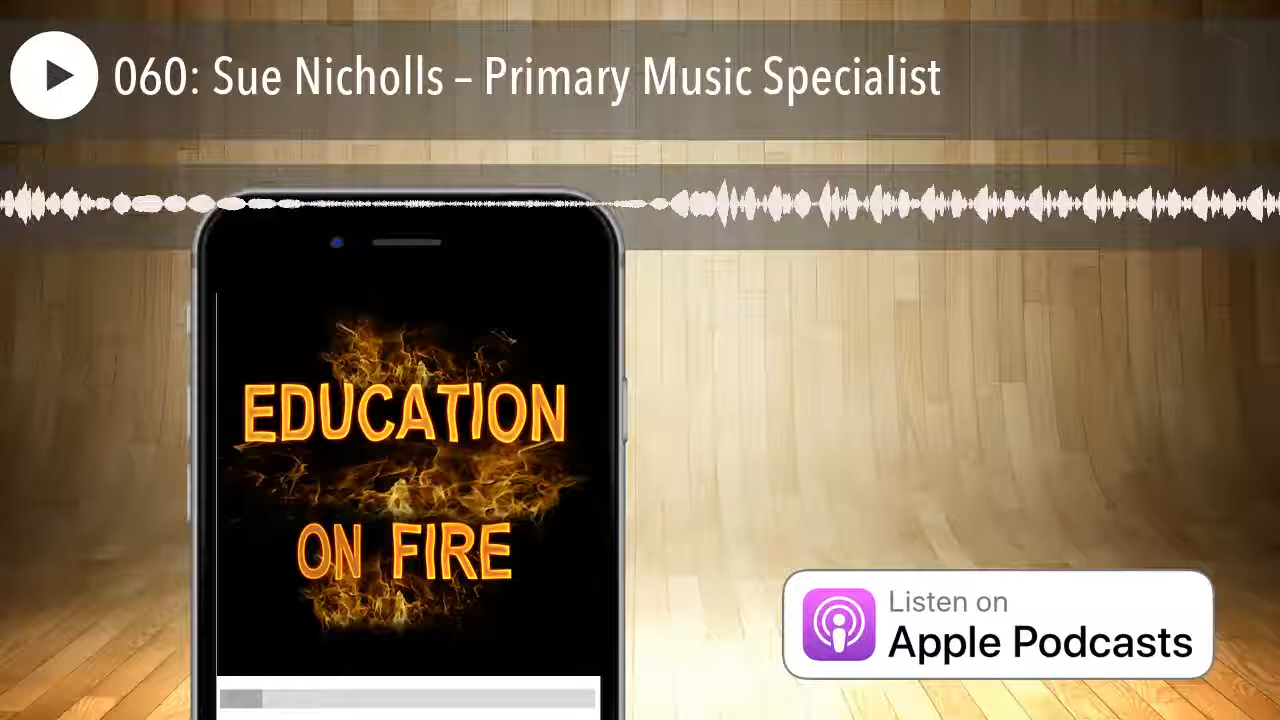 060: Sue Nicholls – Primary Music Specialist
EDUCATION
ON FIRE
Listen on
Apple Podcasts